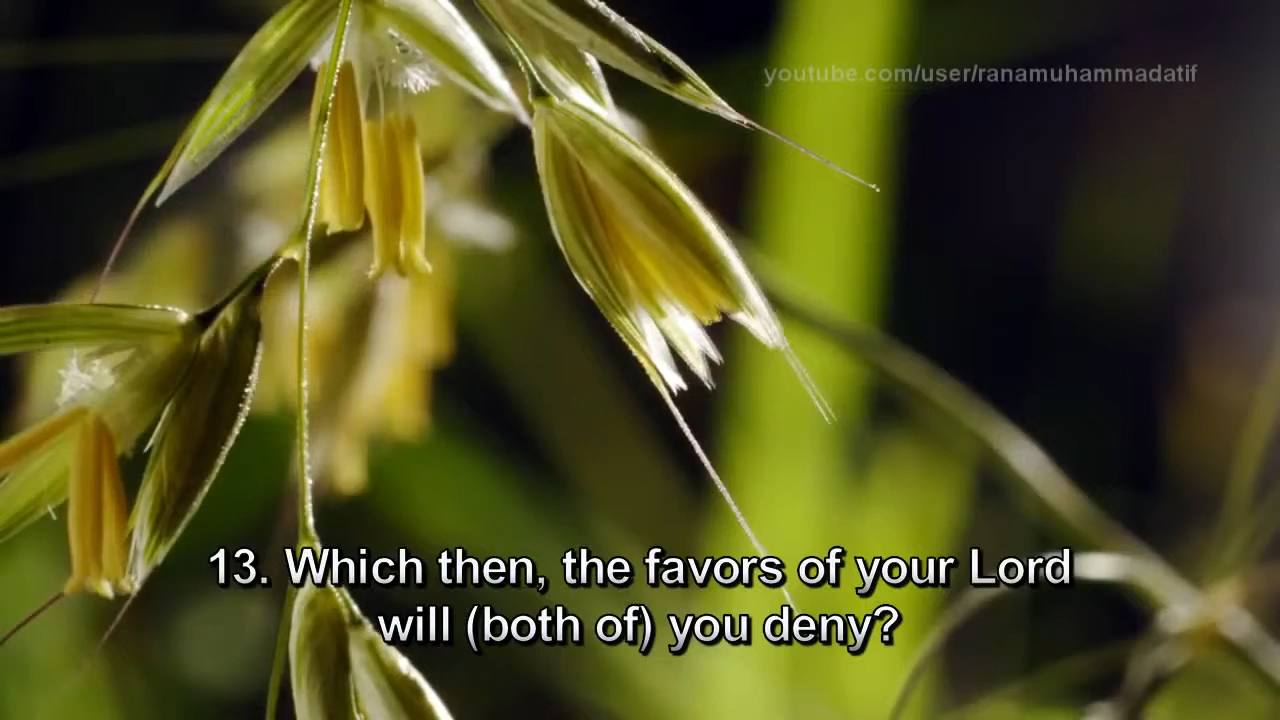 youtube.com/user/ranamuhammadatif
13. Which then, the favors of your Lord
will (both of) you deny?